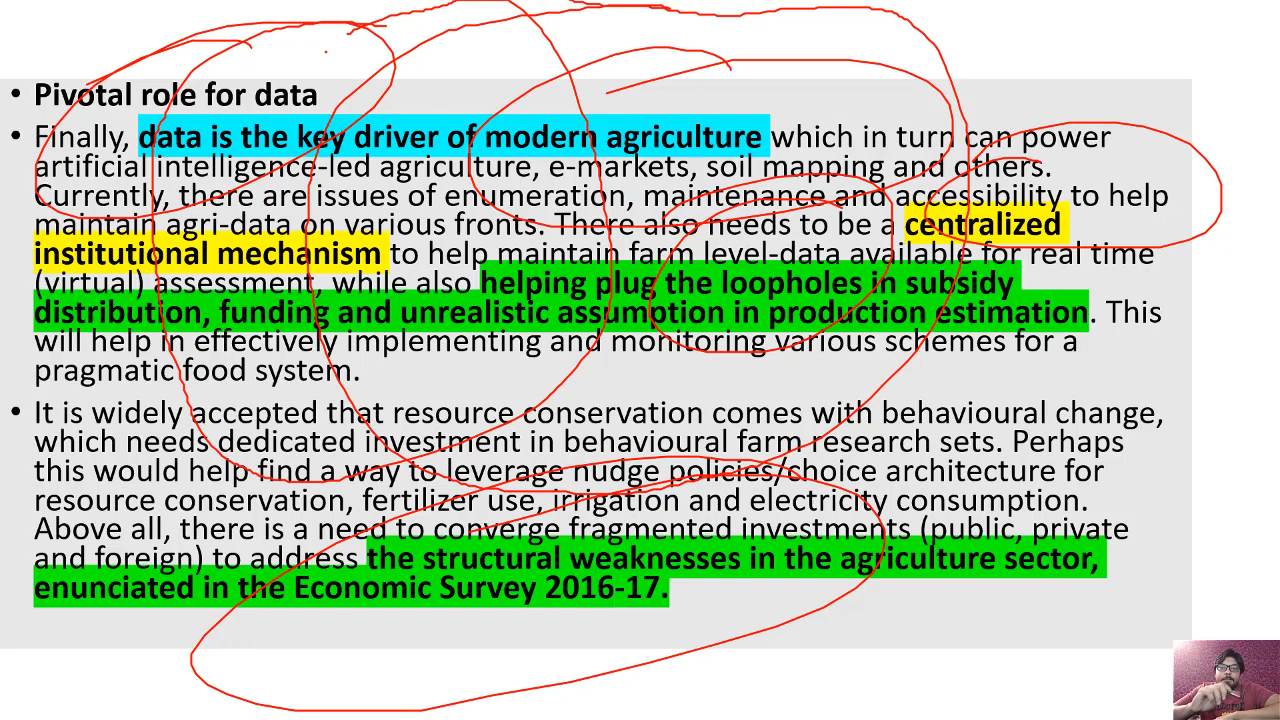 • Pivotal role for data
• Finally, data is the key driver of modern agriculture which in turn can power
artificial intelligence-led agriculture, e-markets, soil mapping and others.
Currently, there are issues of enumeration, maintenance and accessibility to help
maintain agri-data on various fronts. There also needs to be a centralized
institutional mechanism to help maintain farm level-data available for real time
(virtual) assessment, while also helping plug the loopholes in subsidy
distribution, funding and unrealistic assumption in production estimation. This
will help in effectively implementing and monitoring various schemes for a
pragmatic food system.
• It is widely accepted that resource conservation comes with behavioural change,
which needs dedicated investment in behavioural farm research sets. Perhaps
this would help find a way to leverage nudge policies/choice architecture for
resource conservation, fertilizer use, irrigation and electricity consumption.
Above all, there is a need to converge fragmented investments (public, private
and foreign) to address the structural weaknesses in the agriculture sector,
enunciated in the Economic Survey 2016-17.